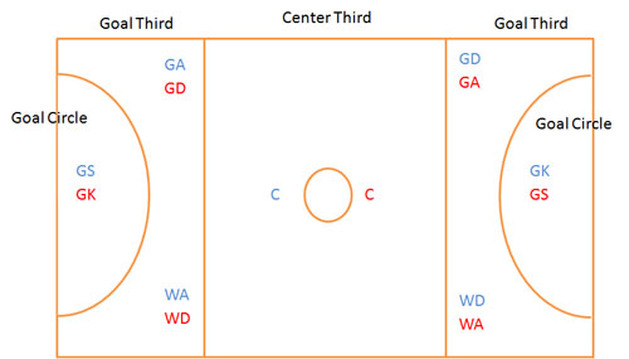 Goal Third
Center Third
Goal Third
GA
GD
GD
GA
Goal Circle
Goal Circle
GS
GK
C
C
GK
GS
WA
WD
WD
WA